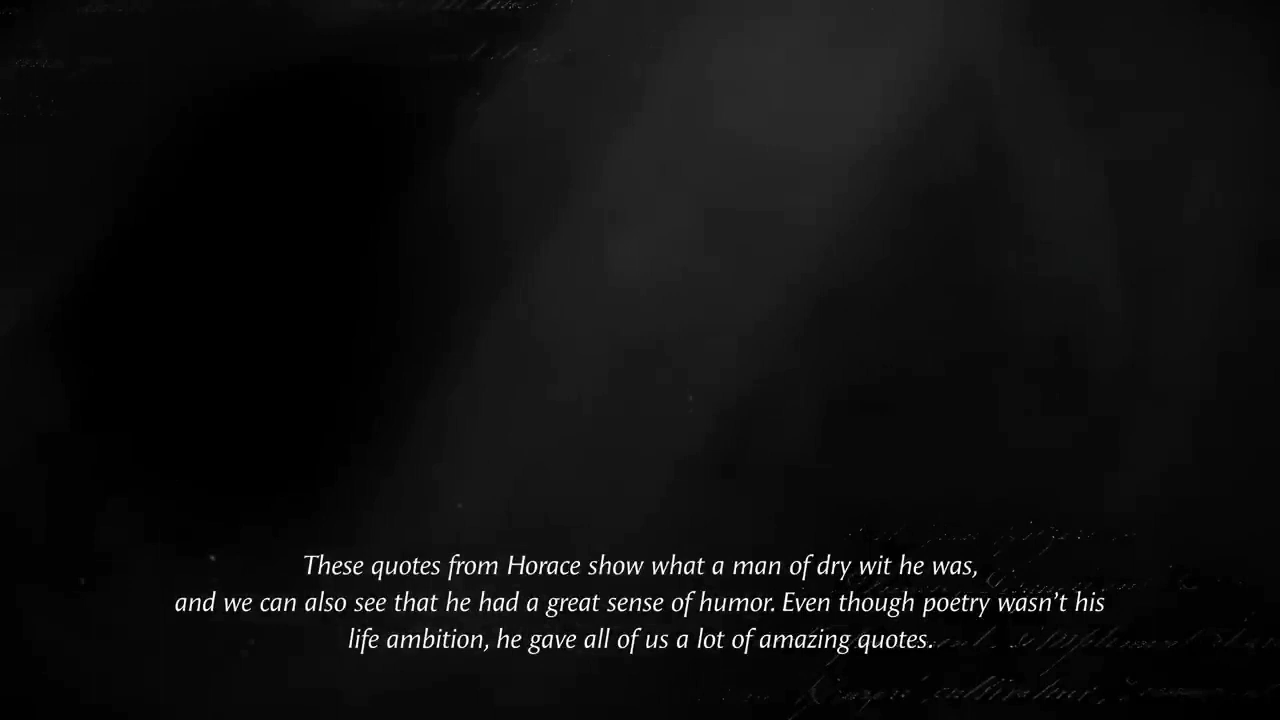 These quotes from Horace show what a man of dry wit he was,
and we can also see that he had a great sense of humor. Even though poetry wasn't his
life ambition, he gave all of us a lot of amazing quotes.